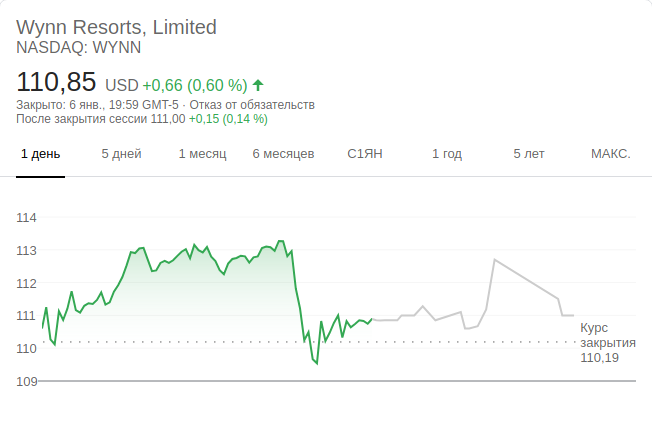 Wynn Resorts, Limited
NASDAQ: WYNN
110,85 USD +0,66 (0,60 %)
Закрыто: 6 янв., 19:59 GMT-5 · Отказ от обязательств
После закрытия сессии 111,00 +0,15 (0,14 %)
1 день 5 дней 1 месяц 6 месяцев С1ЯН 1 год 5 лет МАКС.
114
113
112
111
110
109
Курс
закрытия
110,19